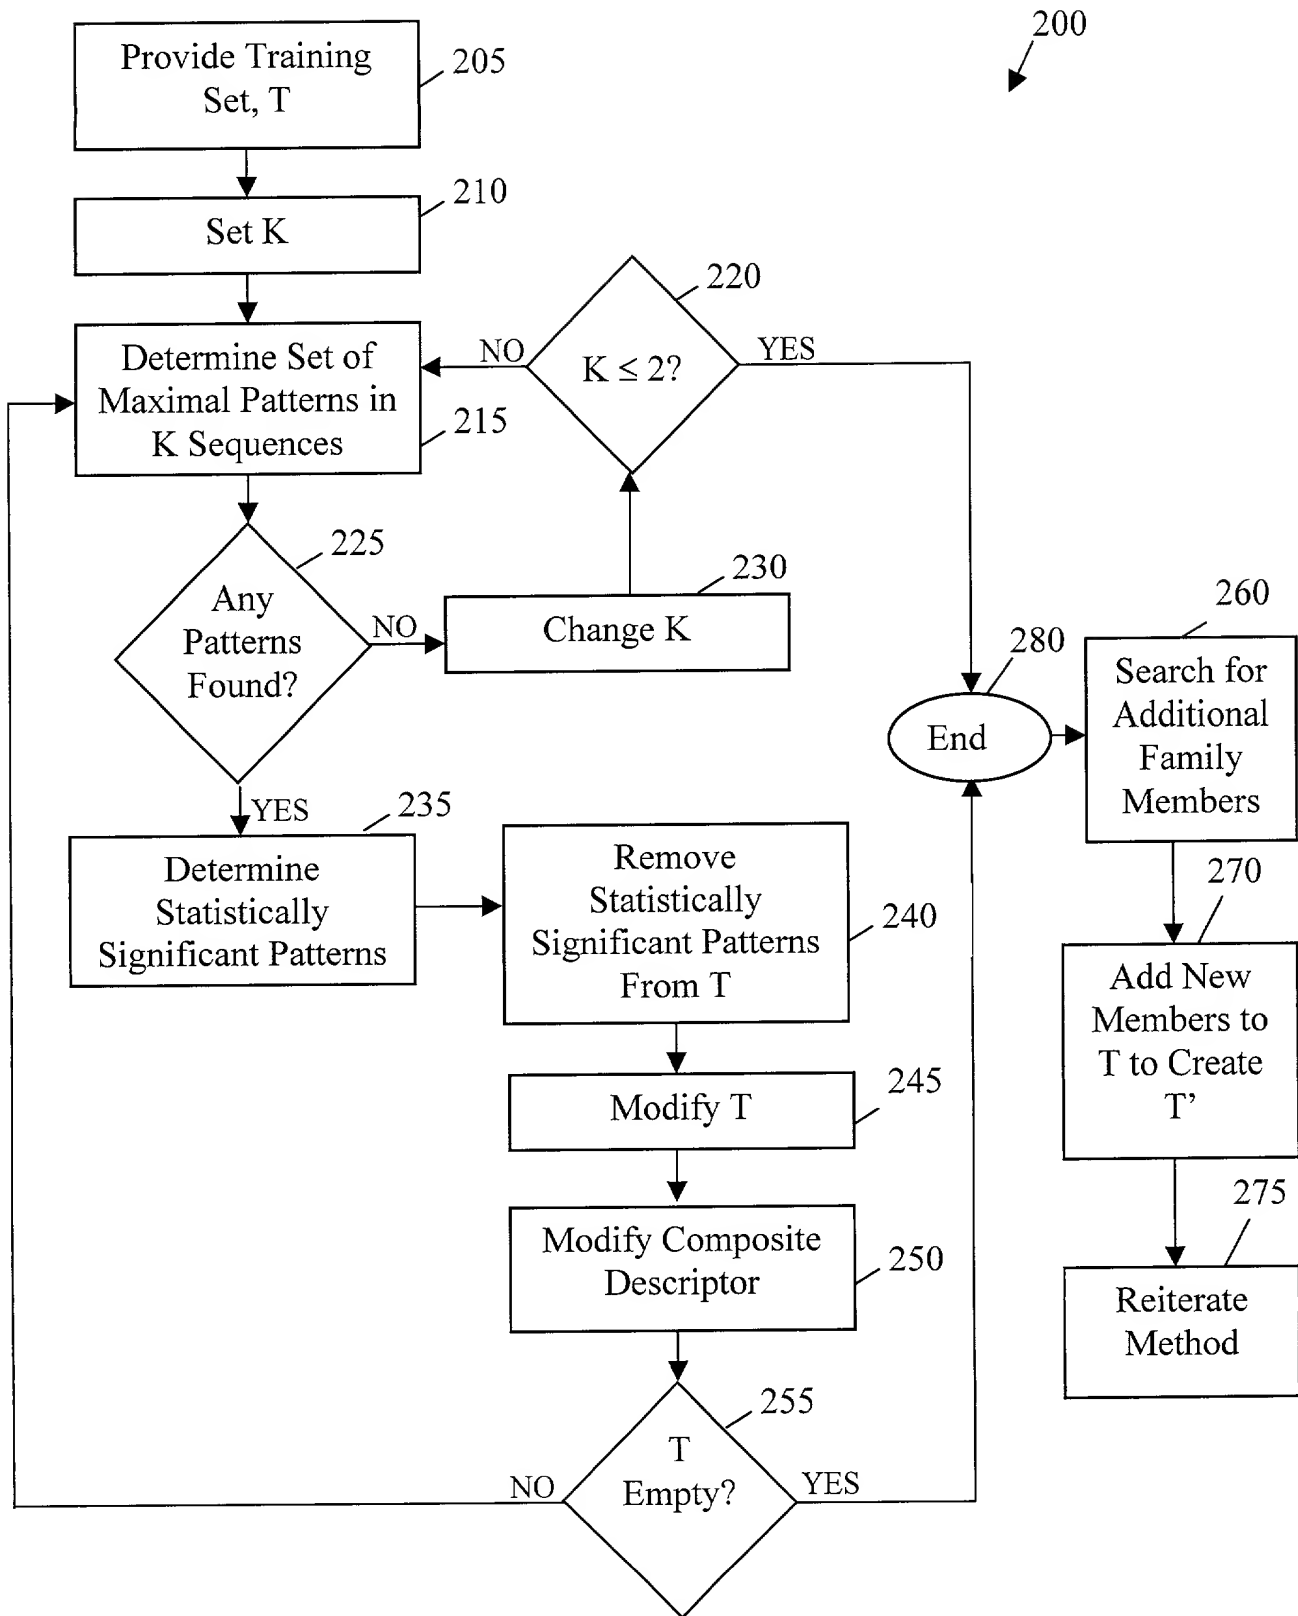 200
Provide Training
Set, T
205
210
Set K
220
K ≤ 2?
NO
YES
Determine Set of
Maximal Patterns in
K Sequences
215
225
Any
Patterns
Found?
NO
230
Change K
YES
235
Determine
Statistically
Significant Patterns
Remove
Statistically
Significant Patterns
From T
240
Modify T
245
Modify Composite
Descriptor
250
255
T
Empty?
NO
YES
280
End
260
Search for
Additional
Family
Members
270
Add New
Members to
T to Create
T’
275
Reiterate
Method